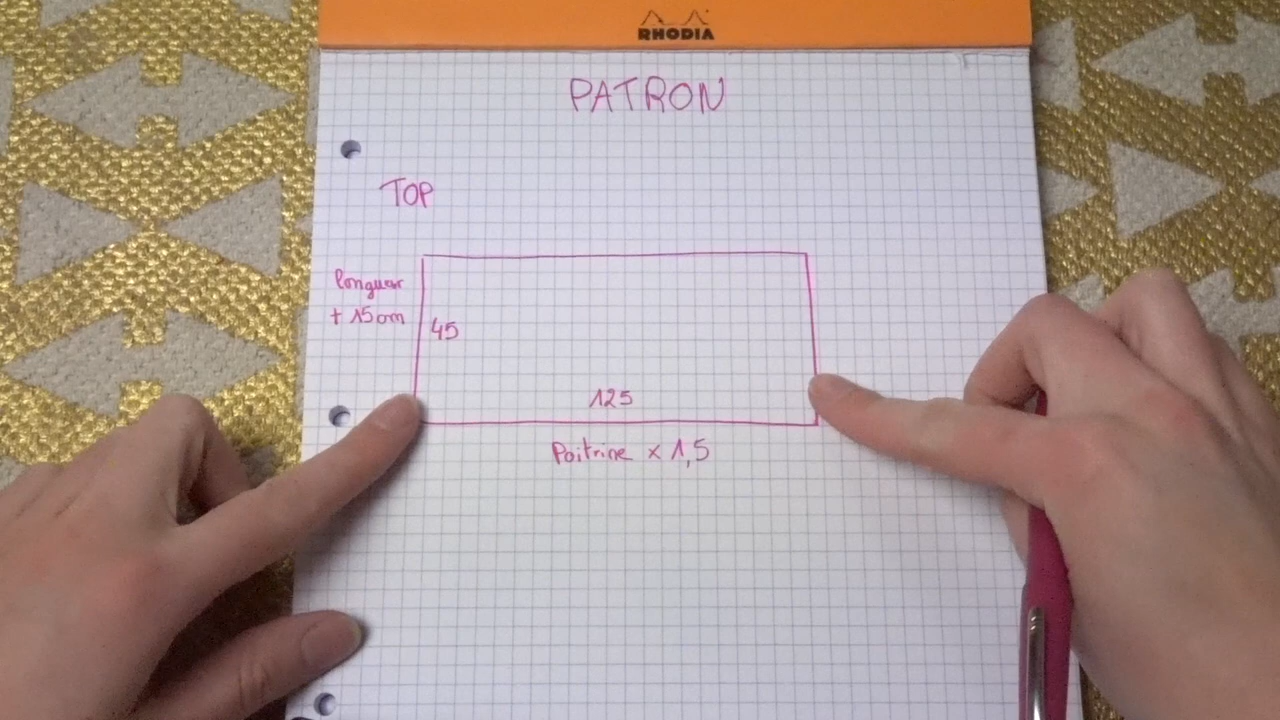 RHODIA
PATRON
TOP
longueur
+ 15cm
45
125
Poitrine x 1,5